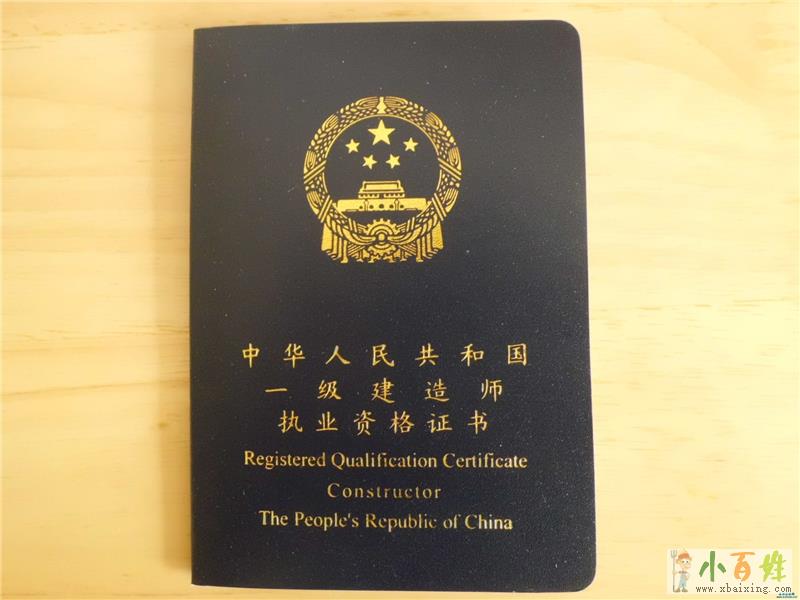 中华人民共和国
一级建造师
执业资格证书
Registered Qualification Certificate
Constructor
The People's Republic of China
小百姓
www.xbaixing.com